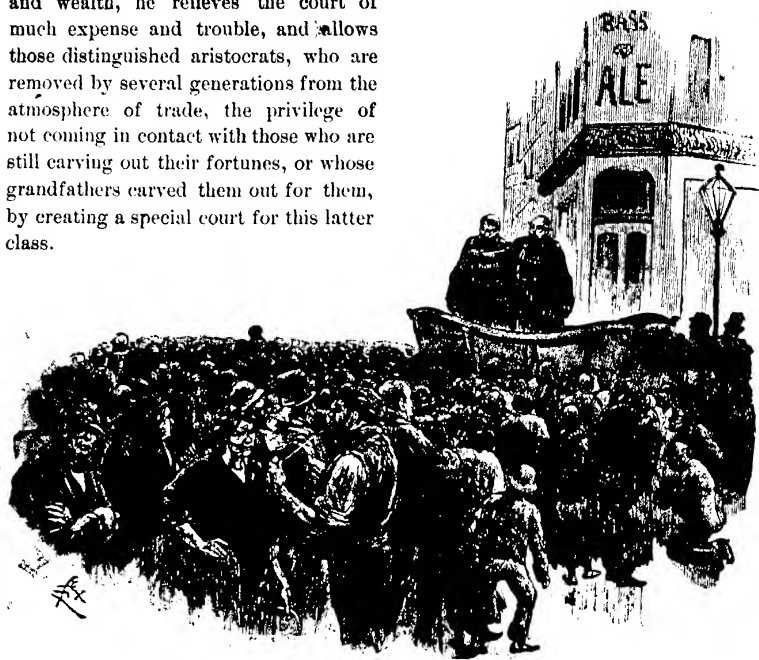 and wealth, he relieves the court of
much expense and trouble, and allows
those distinguished aristocrats, who are
removed by several generations from the
atmosphere of trade, the privilege of
not coming in contact with those who are
still carving out their fortunes, or whose
grandfathers carved them out for them,
by creating a special court for this latter
class.
BASS
ALE